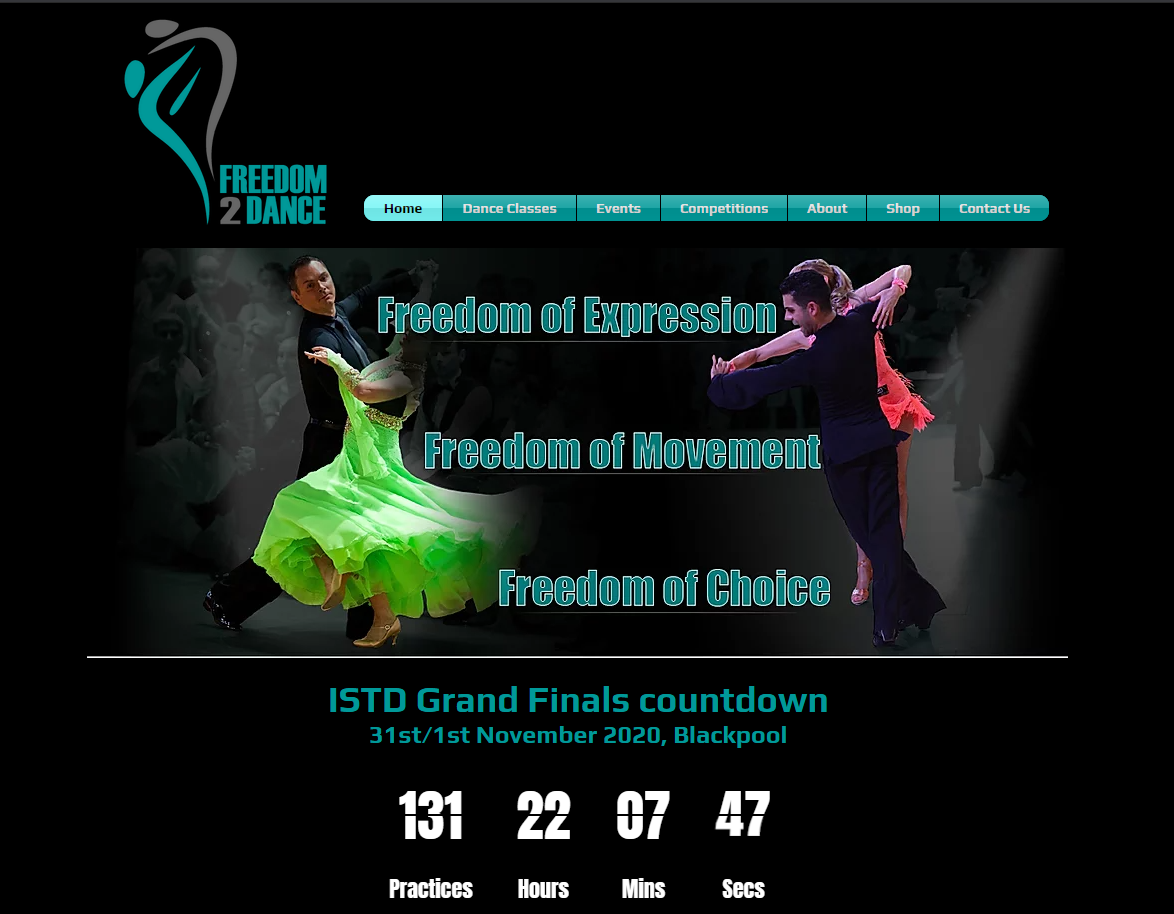 FREEDOM
2 DANCE
Home Dance Classes Events Competitions About Shop Contact Us
Freedom of Expression
Freedom of Movement
Freedom of Choice
ISTD Grand Finals countdown
31st/1st November 2020, Blackpool
131 22 07 47
Practices Hours Mins Secs